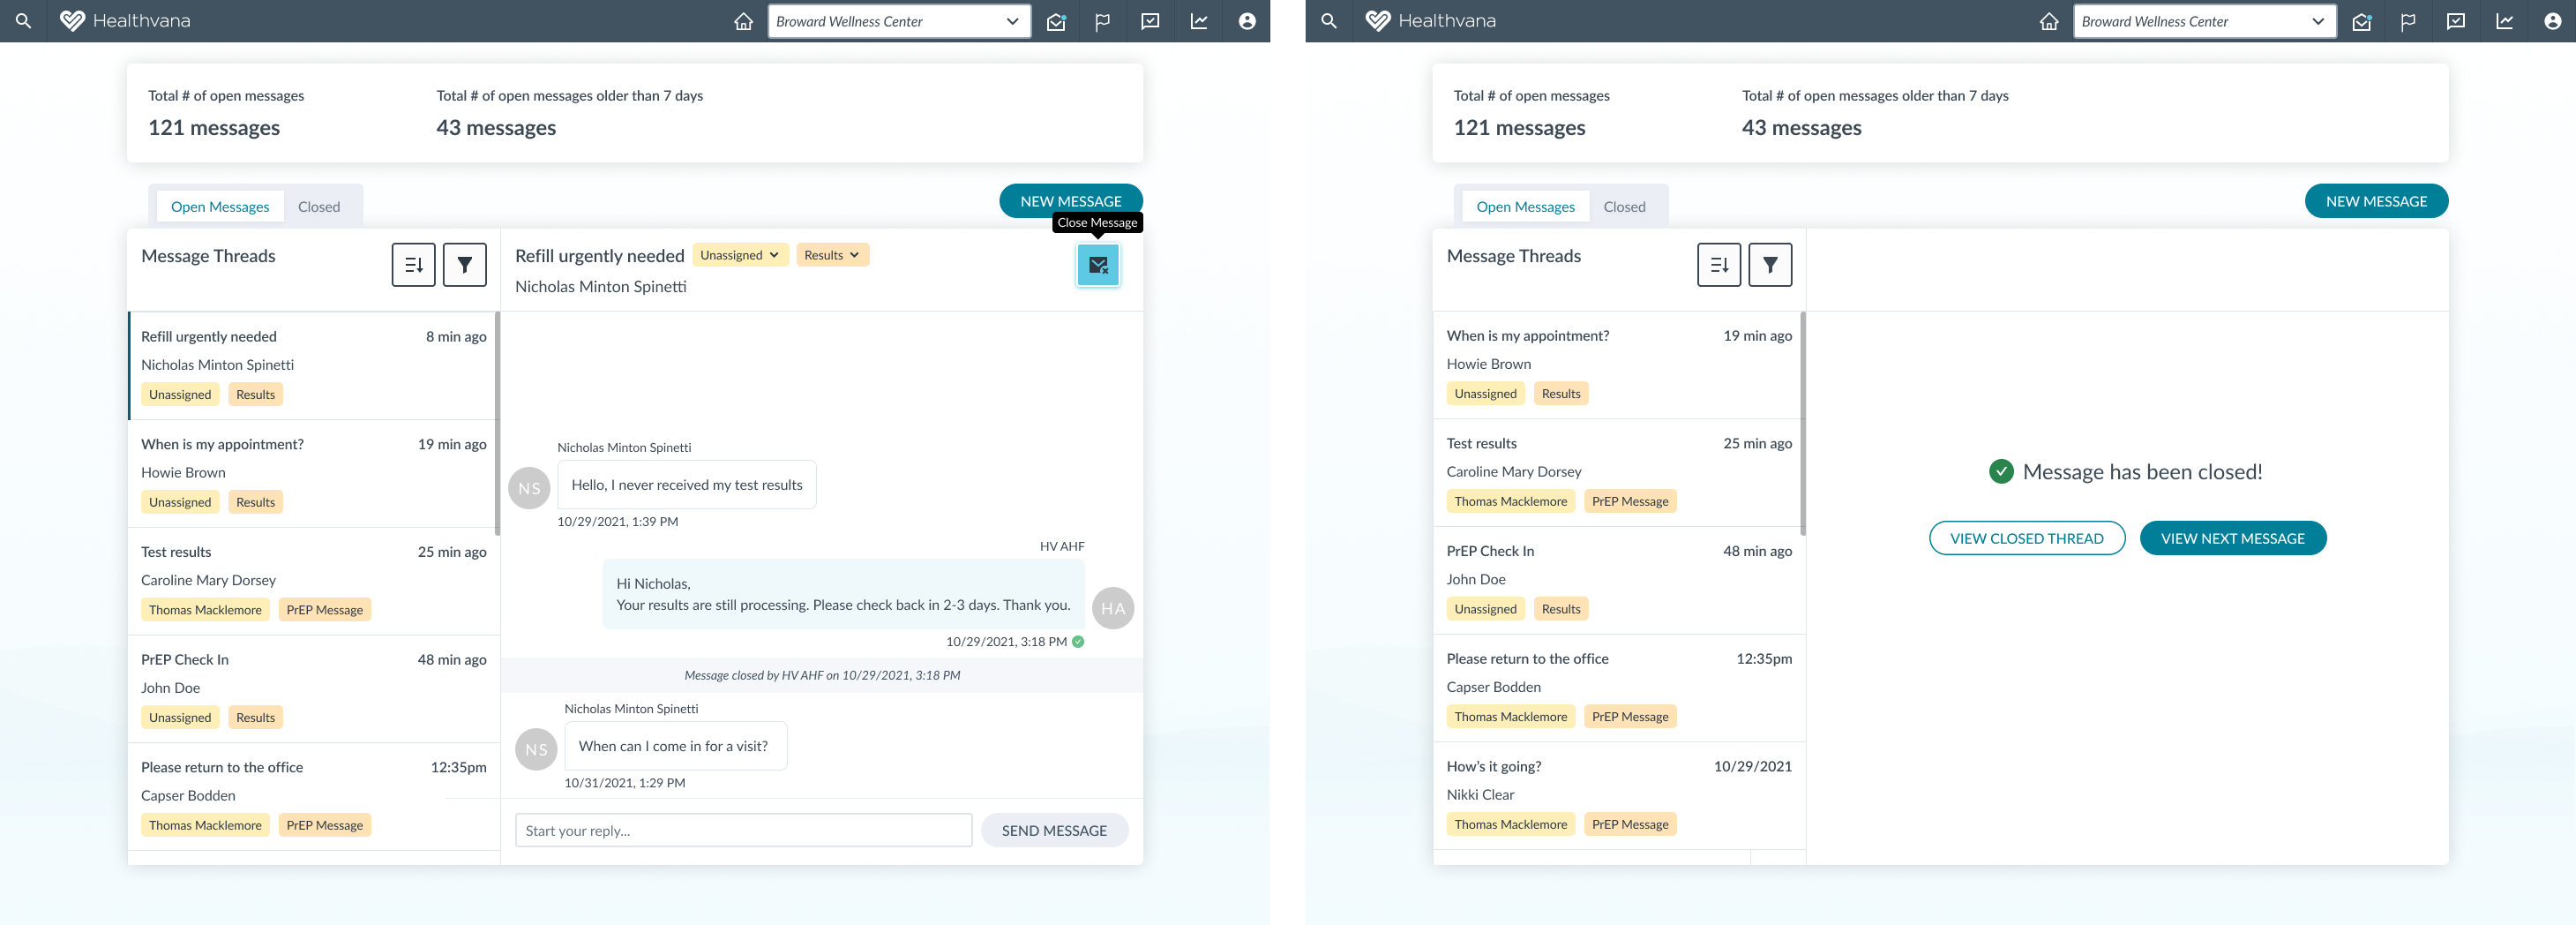 Healthvana
Broward Wellness Center
Total # of open messages
121 messages
Total # of open messages older than 7 days
43 messages
Open Messages
Closed
NEW MESSAGE
Close Message
Message Threads
Refill urgently needed
8 min ago
Nicholas Minton Spinetti
Unassigned
Results
When is my appointment?
19 min ago
Howie Brown
Unassigned
Results
Test results
25 min ago
Caroline Mary Dorsey
Thomas Macklemore
PrEP Message
PrEP Check In
48 min ago
John Doe
Unassigned
Results
Please return to the office
12:35pm
Capser Bodden
Thomas Macklemore
PrEP Message
Refill urgently needed
Unassigned
Results
Nicholas Minton Spinetti
Nicholas Minton Spinetti
NS
Hello, I never received my test results
10/29/2021, 1:39 PM
HV AHF
Hi Nicholas,
Your results are still processing. Please check back in 2-3 days. Thank you.
HA
10/29/2021, 3:18 PM
Message closed by HV AHF on 10/29/2021, 3:18 PM
Nicholas Minton Spinetti
NS
When can I come in for a visit?
10/31/2021, 1:29 PM
Start your reply...
SEND MESSAGE
Healthvana
Broward Wellness Center
Total # of open messages
121 messages
Total # of open messages older than 7 days
43 messages
Open Messages
Closed
NEW MESSAGE
Message Threads
When is my appointment?
19 min ago
Howie Brown
Unassigned
Results
Test results
25 min ago
Caroline Mary Dorsey
Thomas Macklemore
PrEP Message
PrEP Check In
48 min ago
John Doe
Unassigned
Results
Please return to the office
12:35pm
Capser Bodden
Thomas Macklemore
PrEP Message
How's it going?
10/29/2021
Nikki Clear
Thomas Macklemore
PrEP Message
Message has been closed!
VIEW CLOSED THREAD
VIEW NEXT MESSAGE